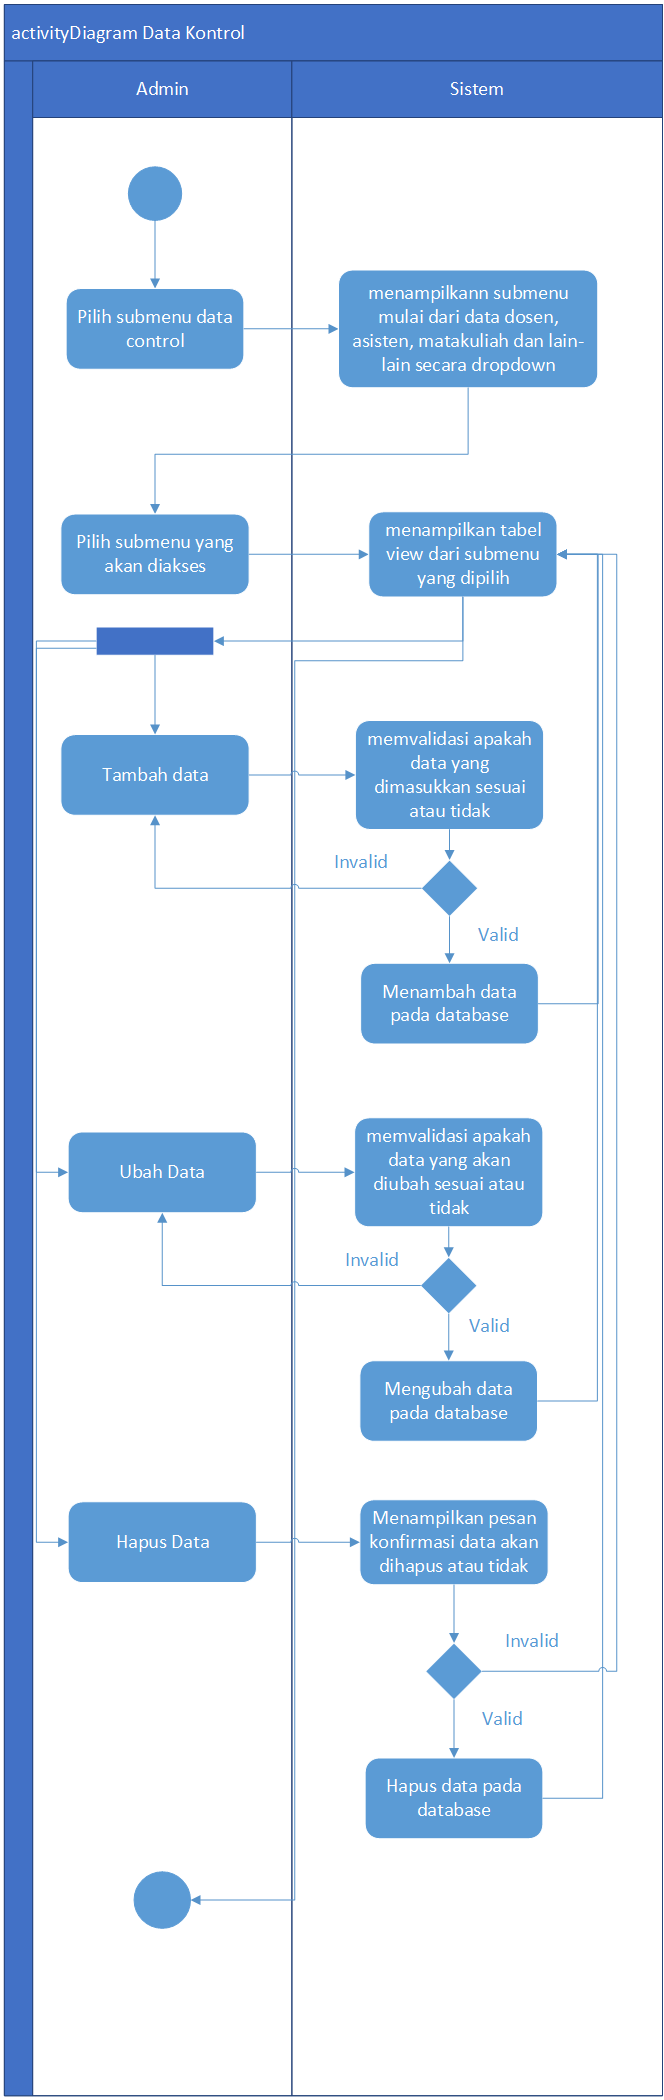 activityDiagram Data Kontrol
Admin
Sistem
Pilih submenu data
control
menampilkann submenu
mulai dari data dosen,
asisten, matakuliah dan lain-
lain secara dropdown
Pilih submenu yang
akan diakses
menampilkan tabel
view dari submenu
yang dipilih
Tambah data
memvalidasi apakah
data yang
dimasukkan sesuai
atau tidak
Invalid
Valid
Menambah data
pada database
Ubah Data
memvalidasi apakah
data yang akan
diubah sesuai atau
tidak
Invalid
Valid
Mengubah data
pada database
Hapus Data
Menampilkan pesan
konfirmasi data akan
dihapus atau tidak
Invalid
Valid
Hapus data pada
database